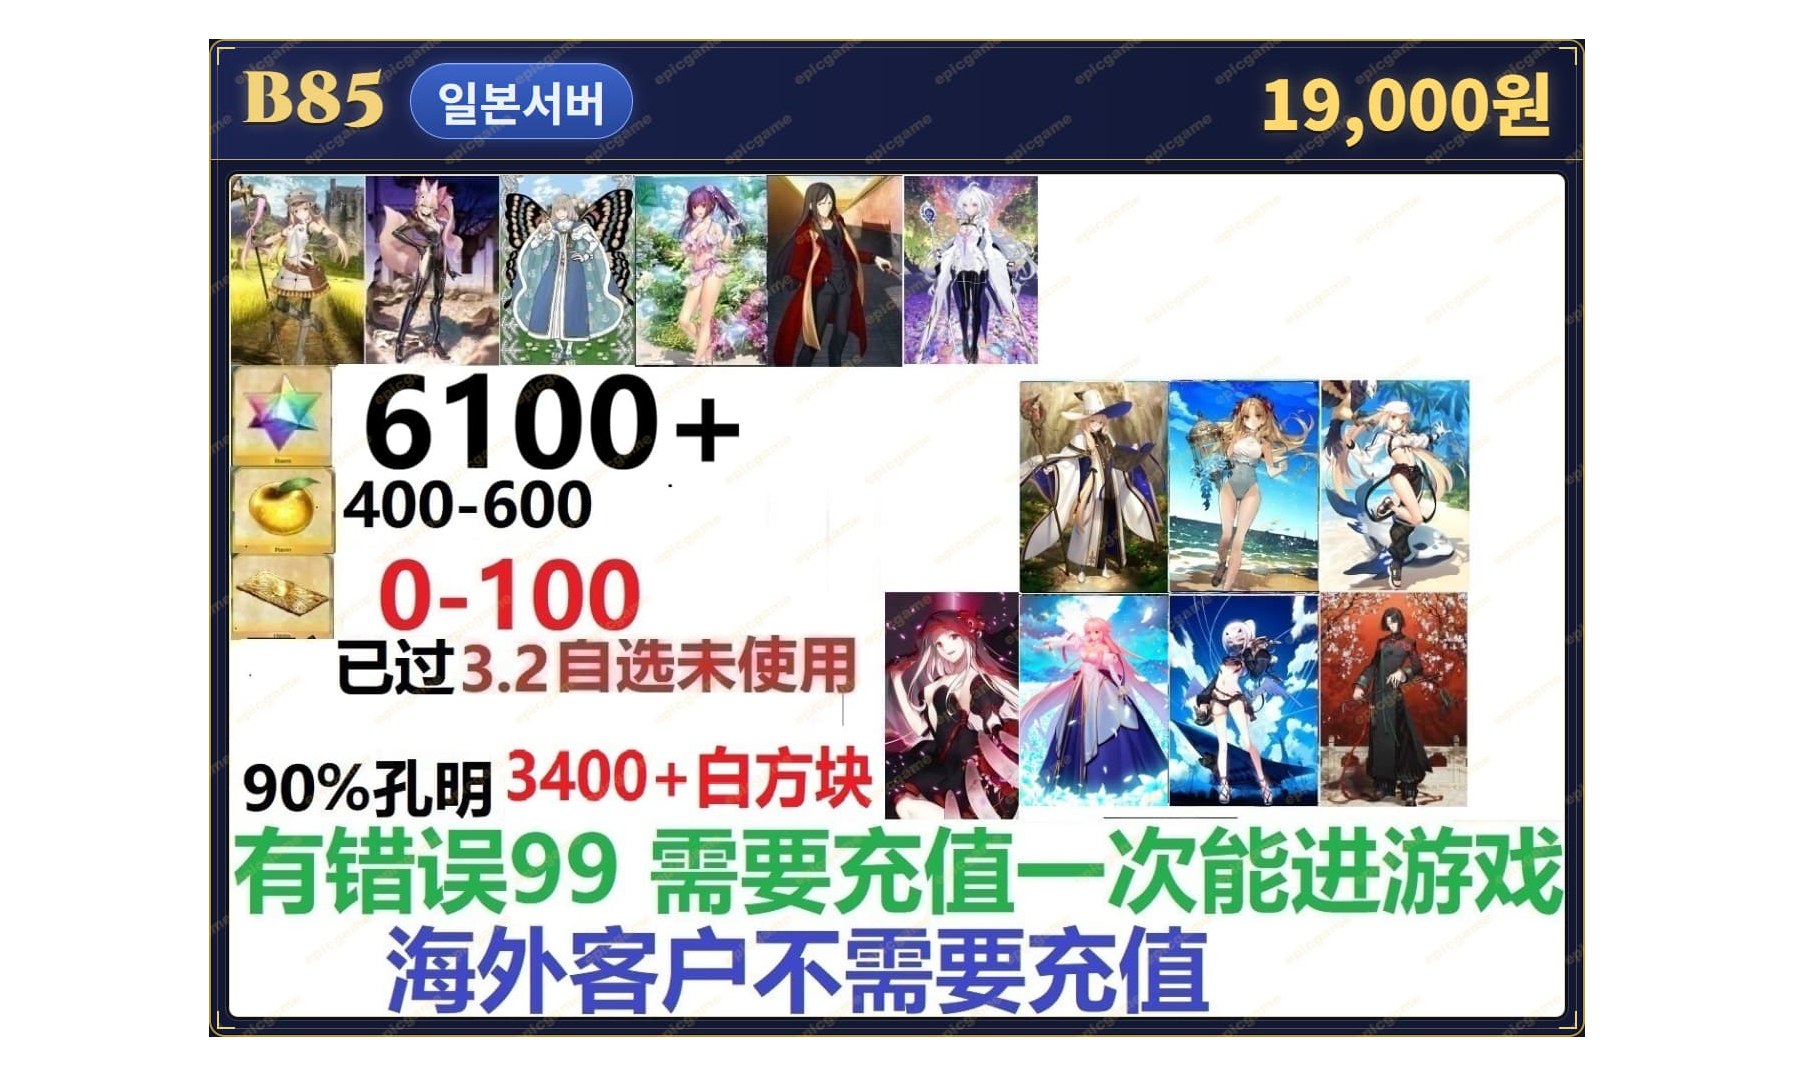 B85 일본서버 19,000원
6100+
400-600
0-100
已过3.2自选未使用
90%孔明 3400+白方块
有错误99 需要充值一次能进游戏
海外客户不需要充值
epicgame